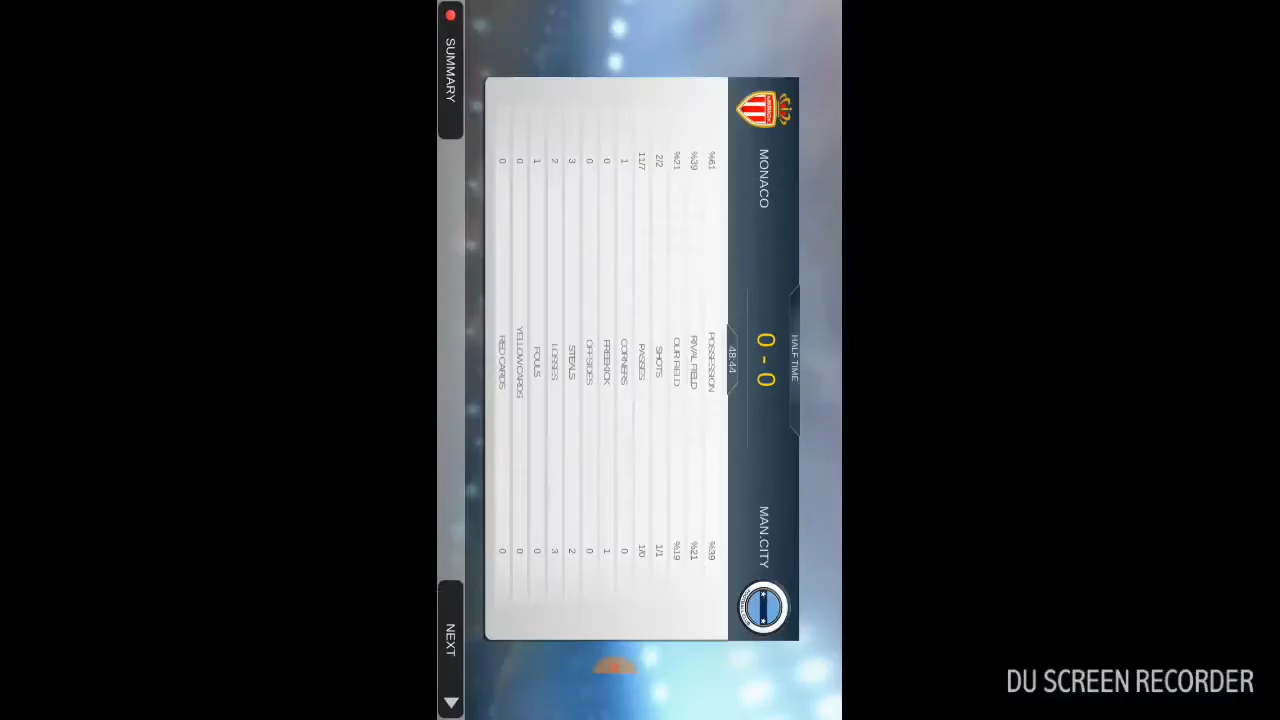 HALF TIME
MONACO 0 - 0 MAN.CITY
48:44
%61 POSSESSION %39
%39 RIVAL FIELD %21
%21 OUR FIELD %19
2/2 SHOTS 1/1
11/7 PASSES 1/0
1 CORNERS 0
0 FREEKICK 1
0 OFFSIDES 0
3 STEALS 2
2 LOSSES 3
1 FOULS 0
0 YELLOW CARDS 0
0 RED CARDS 0
SUMMARY NEXT
DU SCREEN RECORDER